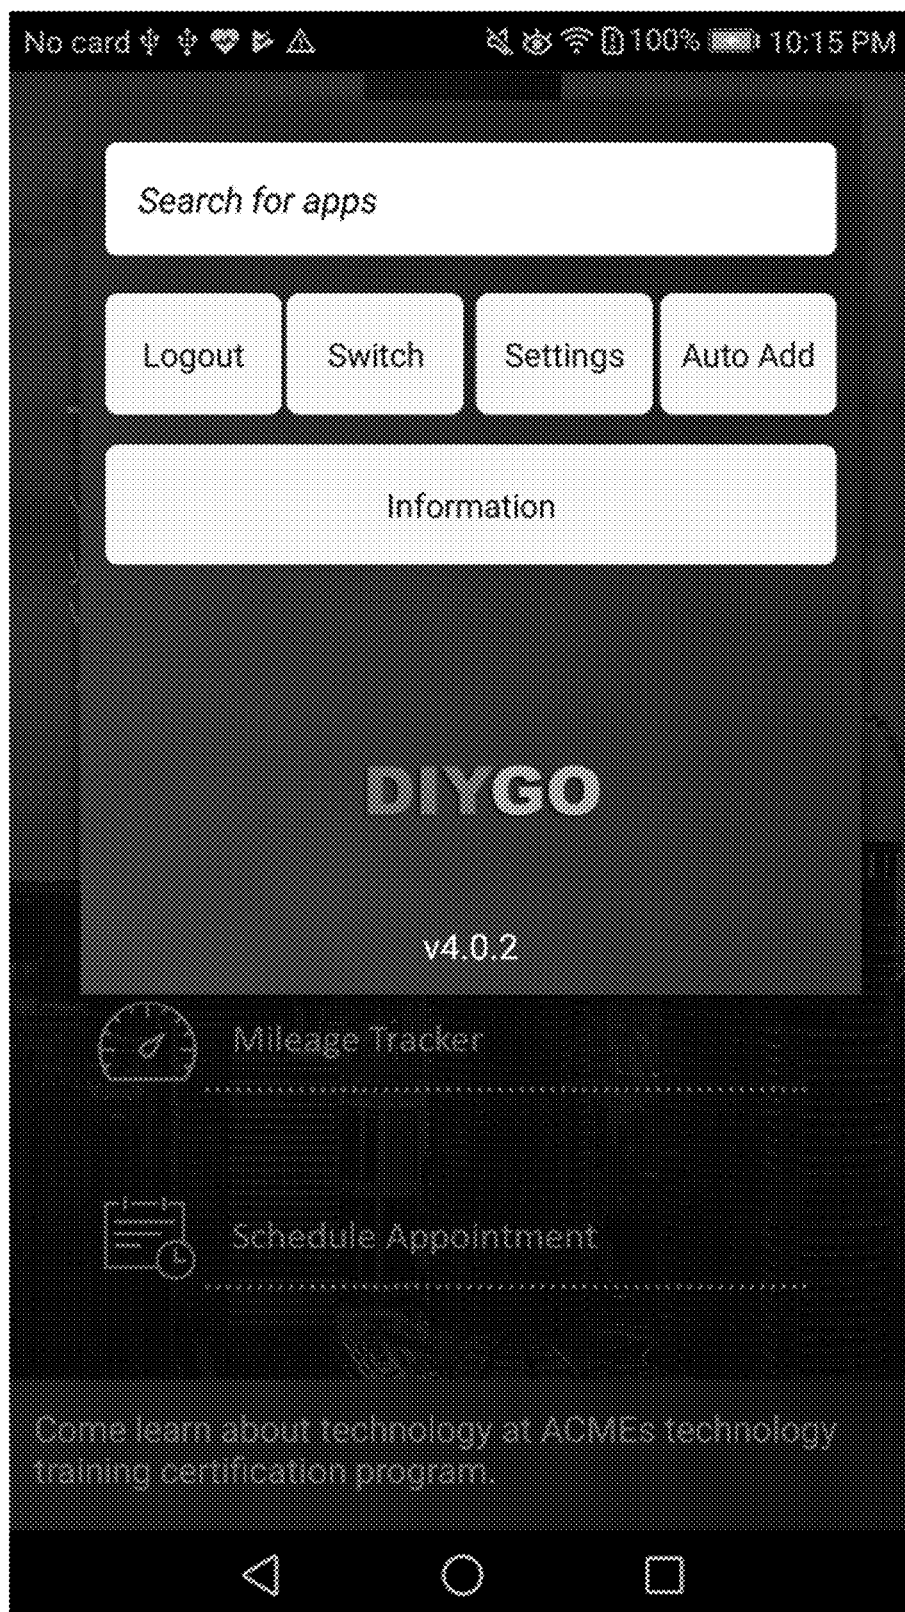 No card 100% 10:15 PM
Search for apps
Logout Switch Settings Auto Add
Information
DIYGO
v4.0.2
Mileage Tracker
Schedule Appointment
Come learn about technology at ACMEs technology
training certification program.